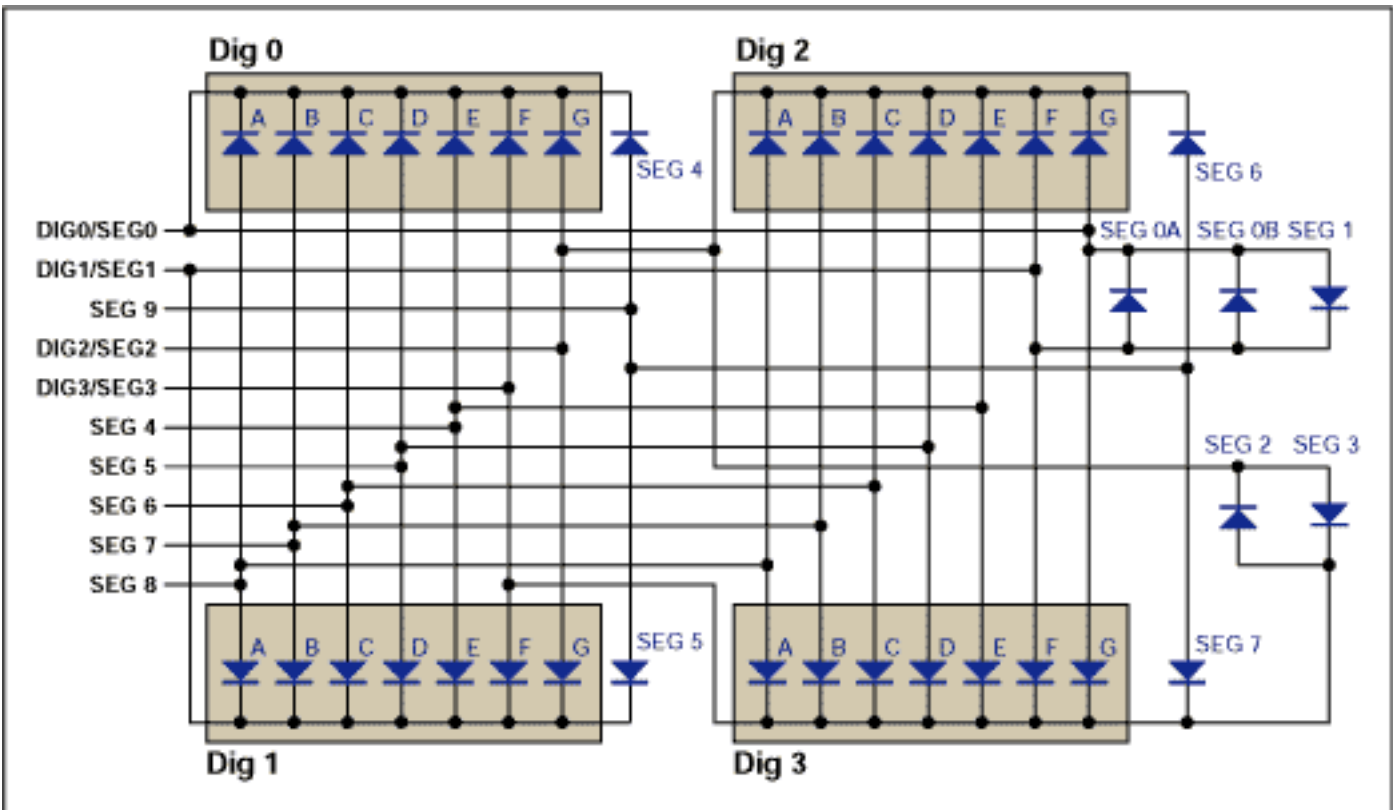 Dig 0 Dig 2
A B C D E F G A B C D E F G
SEG 4 SEG 6
DIG0/SEG0 SEG 0A SEG 0B SEG 1
DIG1/SEG1
SEG 9
DIG2/SEG2
DIG3/SEG3
SEG 4
SEG 2 SEG 3
SEG 5
SEG 6
SEG 7
SEG 8
A B C D E F G SEG 5 A B C D E F G SEG 7
Dig 1 Dig 3